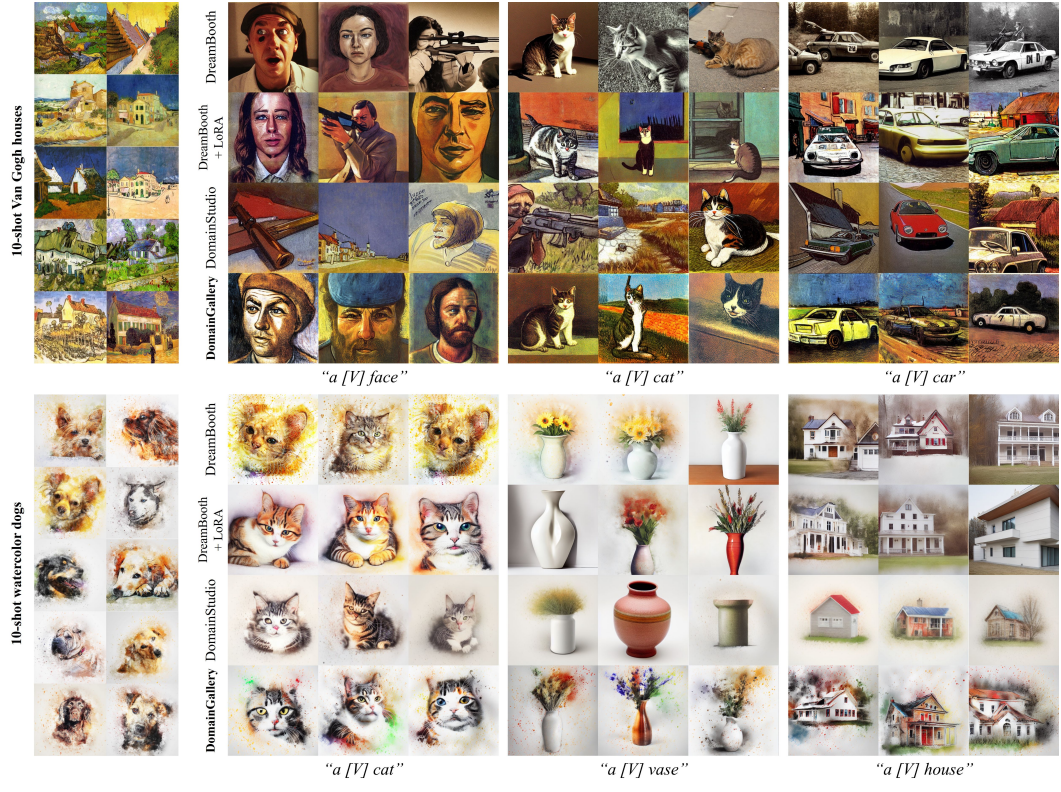 10-shot Van Gogh houses
DreamBooth
DreamBooth
+ LoRA
DomainStudio
DomainGallery
“a [V] face”
“a [V] cat”
“a [V] car”
10-shot watercolor dogs
DreamBooth
DreamBooth
+ LoRA
DomainStudio
DomainGallery
“a [V] cat”
“a [V] vase”
“a [V] house”